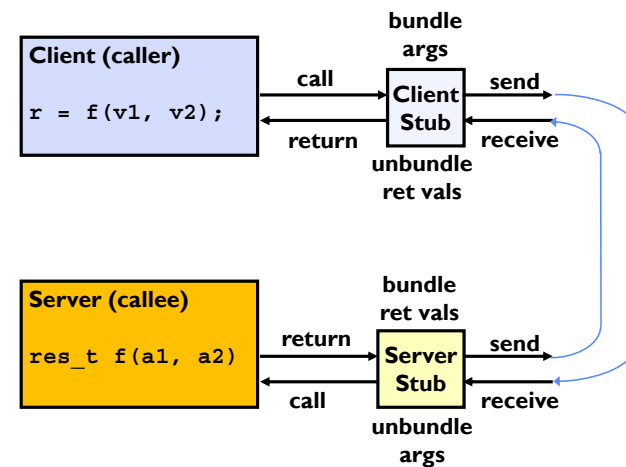 bundle
args
Client (caller)
call
send
r = f(v1, v2);
Client
Stub
return
receive
unbundle
ret vals
bundle
ret vals
Server (callee)
return
send
res_t f(a1, a2)
Server
Stub
call
receive
unbundle
args